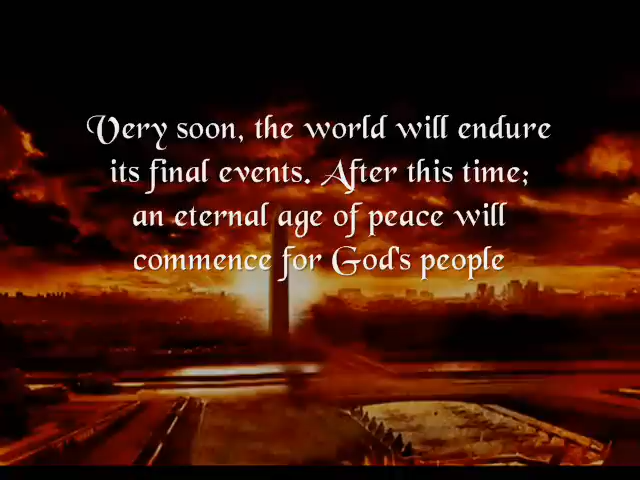 Very soon, the world will endure
its final events. After this time;
an eternal age of peace will
commence for God's people